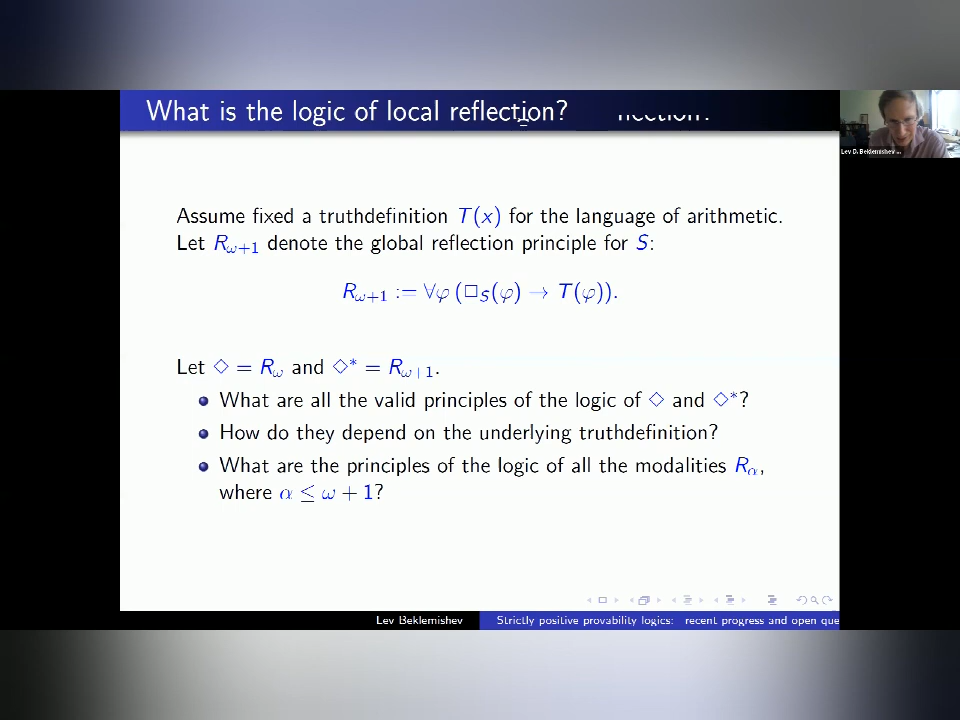 What is the logic of local reflection?
Lev D. Beklemishev ...
Assume fixed a truthdefinition T(x) for the language of arithmetic.
Let R_{ω+1} denote the global reflection principle for S:
R_{ω+1} := ∀φ (□_S(φ) → T(φ)).
Let ◇ = R_ω and ◇* = R_{ω+1}.
What are all the valid principles of the logic of ◇ and ◇*?
How do they depend on the underlying truthdefinition?
What are the principles of the logic of all the modalities R_α,
where α ≤ ω + 1?
Lev Beklemishev Strictly positive provability logics: recent progress and open que